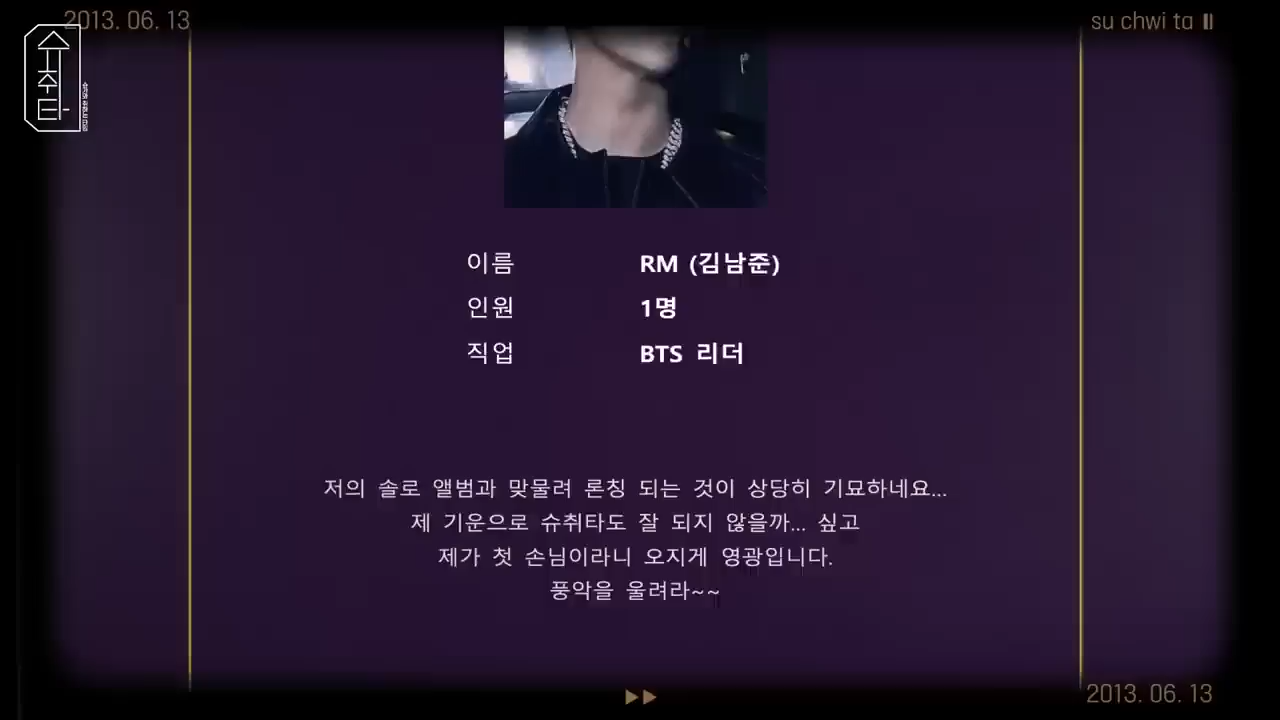 2013. 06. 13
su chwi ta
슈취타
이름 RM (김남준)
인원 1명
직업 BTS 리더
저의 솔로 앨범과 맞물려 론칭 되는 것이 상당히 기묘하네요...
제 기운으로 슈취타도 잘 되지 않을까... 싶고
제가 첫 손님이라니 오지게 영광입니다.
풍악을 울려라~~
2013. 06. 13